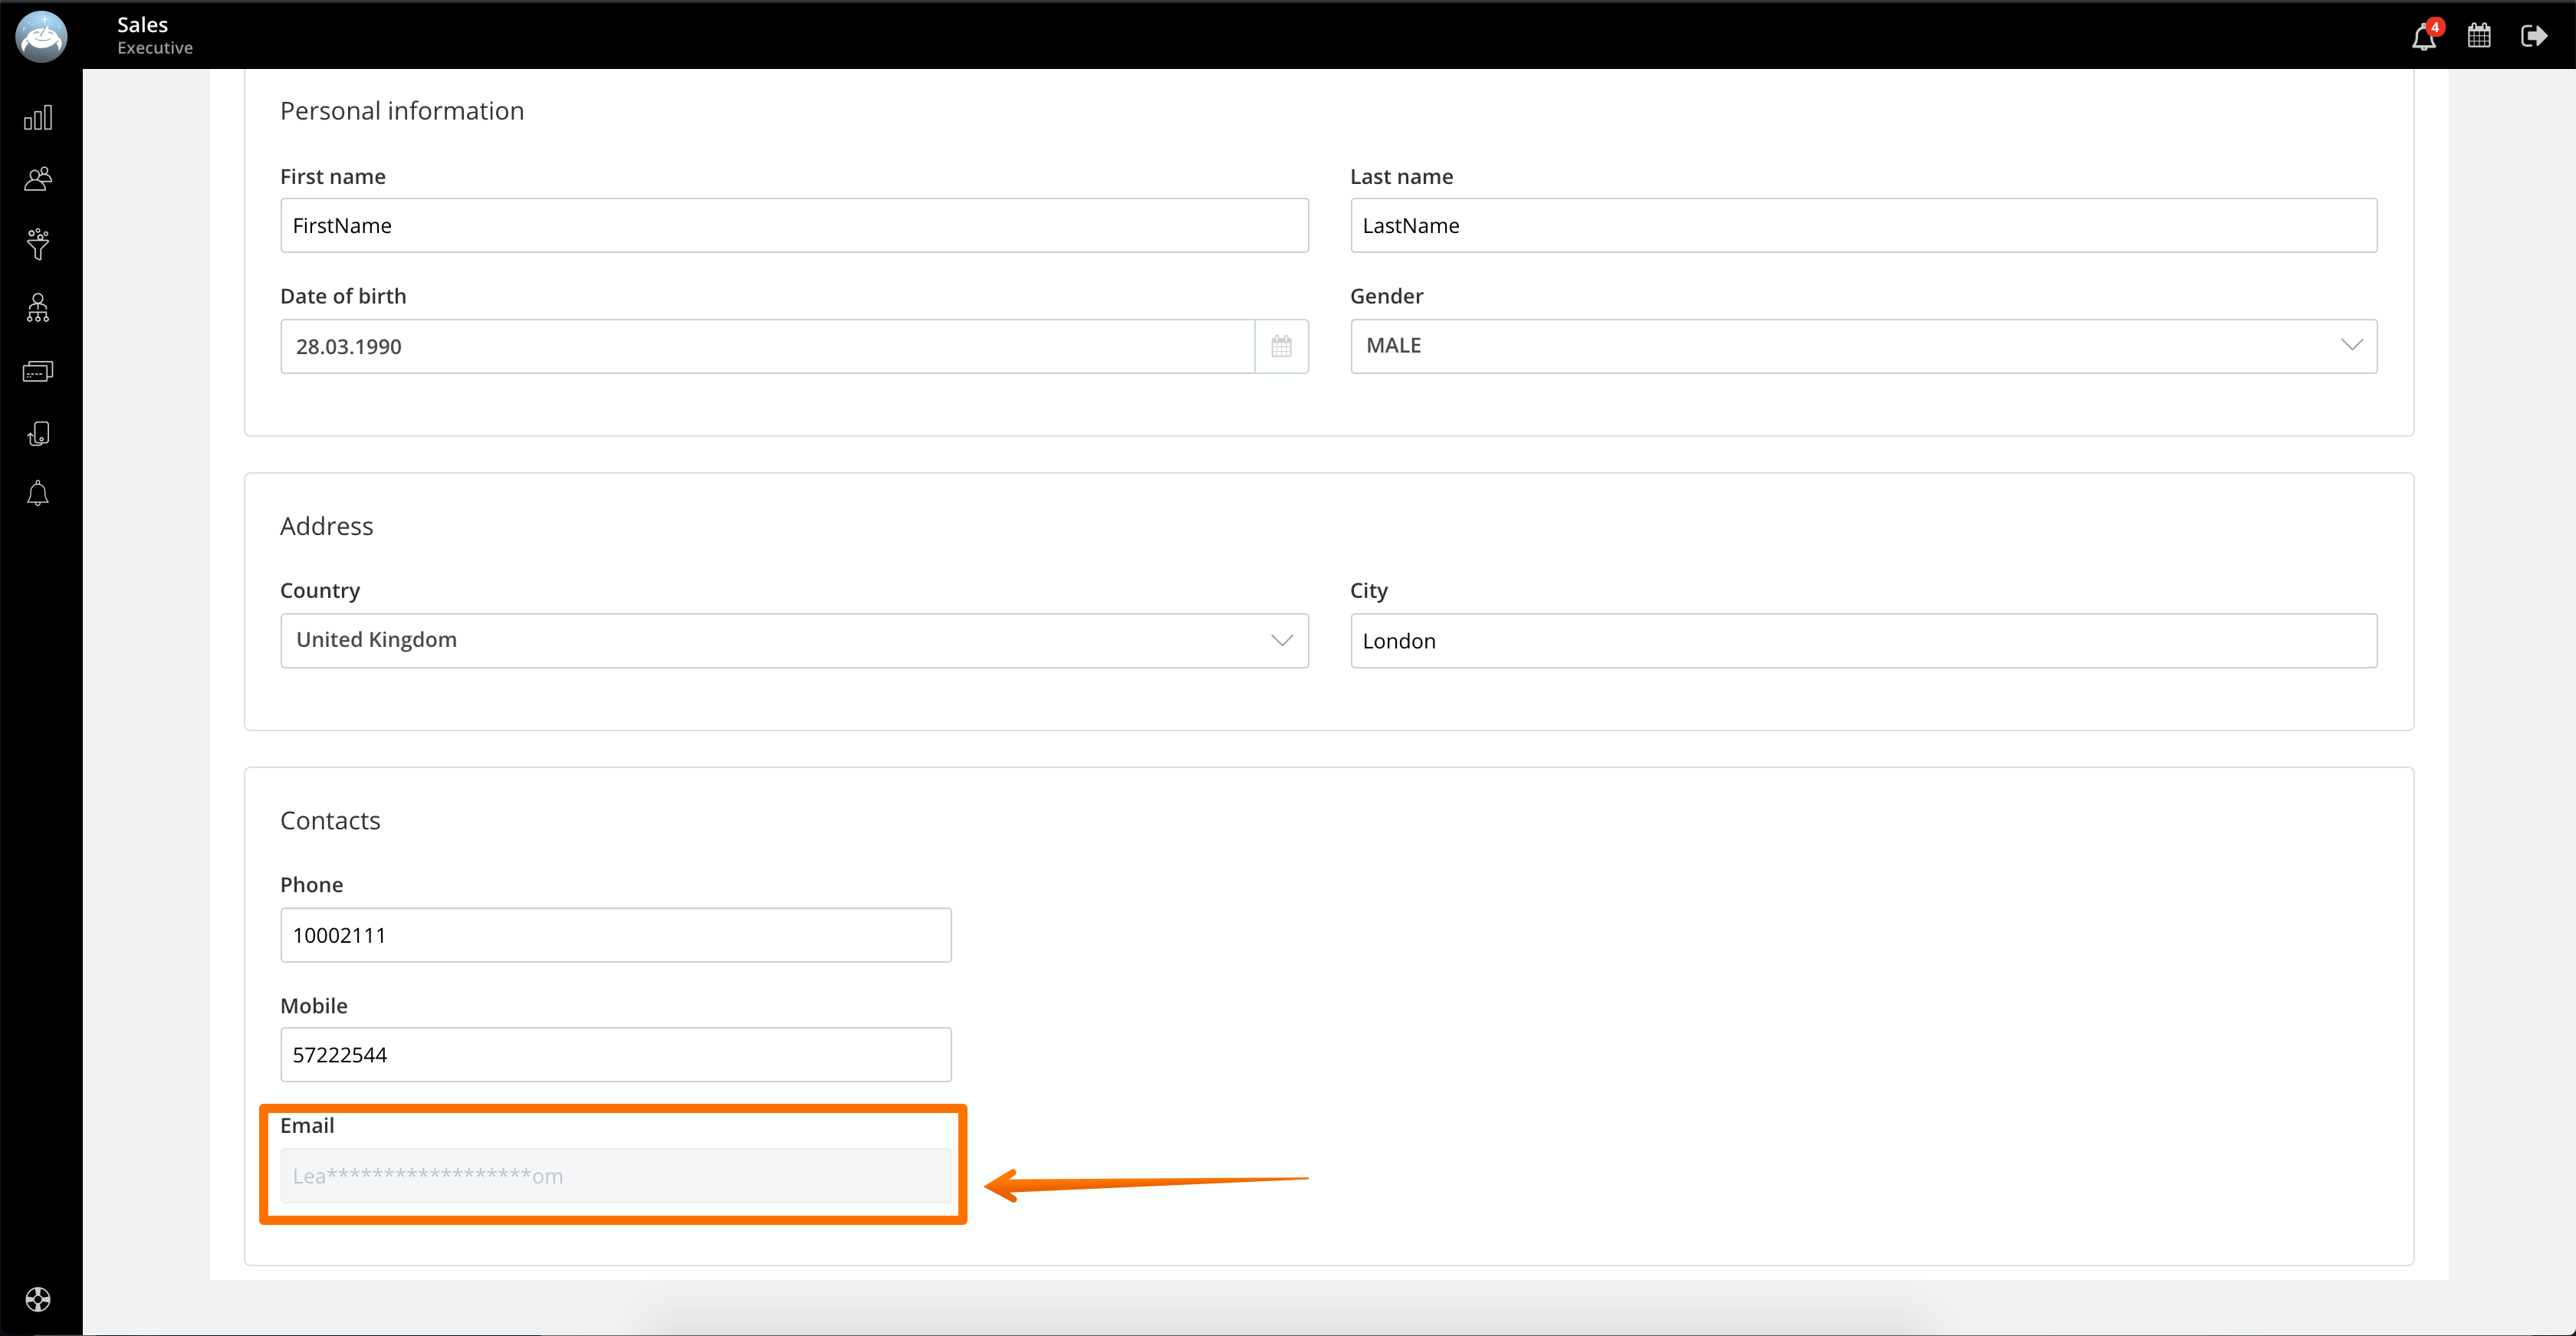 Sales
Executive
4
Personal information
First name
Last name
FirstName
LastName
Date of birth
Gender
28.03.1990
MALE
Address
Country
City
United Kingdom
London
Contacts
Phone
10002111
Mobile
57222544
Email
Lea******************om